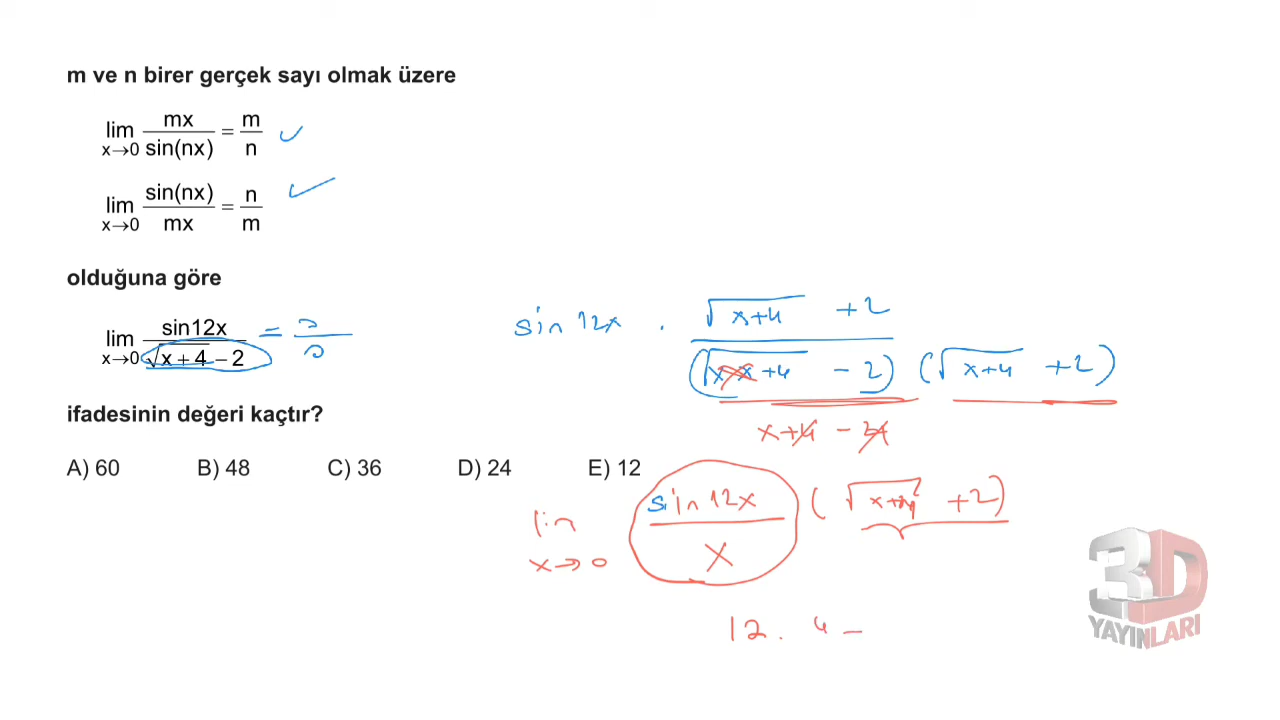 m ve n birer gerçek sayı olmak üzere
lim x→0 mx / sin(nx) = m / n ✓
lim x→0 sin(nx) / mx = n / m ✓
olduğuna göre
lim x→0 sin12x / √x + 4 – 2 = 0 / 0
ifadesinin değeri kaçtır?
A) 60 B) 48 C) 36 D) 24 E) 12
sin 12x . √x+4 + 2 / (√x+4 - 2) (√x+4 + 2)
x+4 - 4
lim x→0 sin 12x / x (√x+4 + 2)
12 . 4 =
3D
YAYINLARI